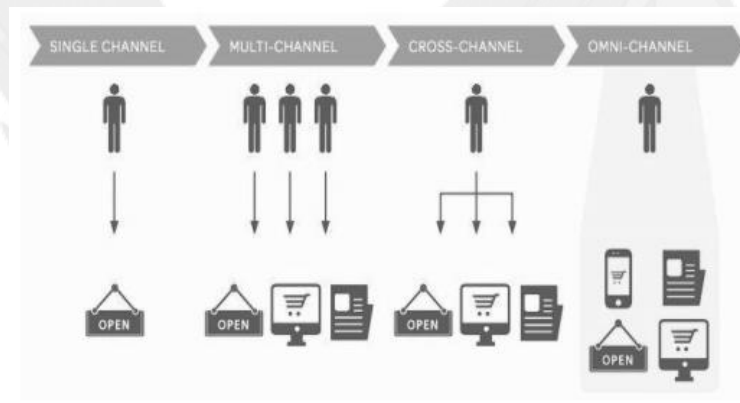 SINGLE CHANNEL
MULTI-CHANNEL
CROSS-CHANNEL
OMNI-CHANNEL
OPEN
OPEN
OPEN
OPEN